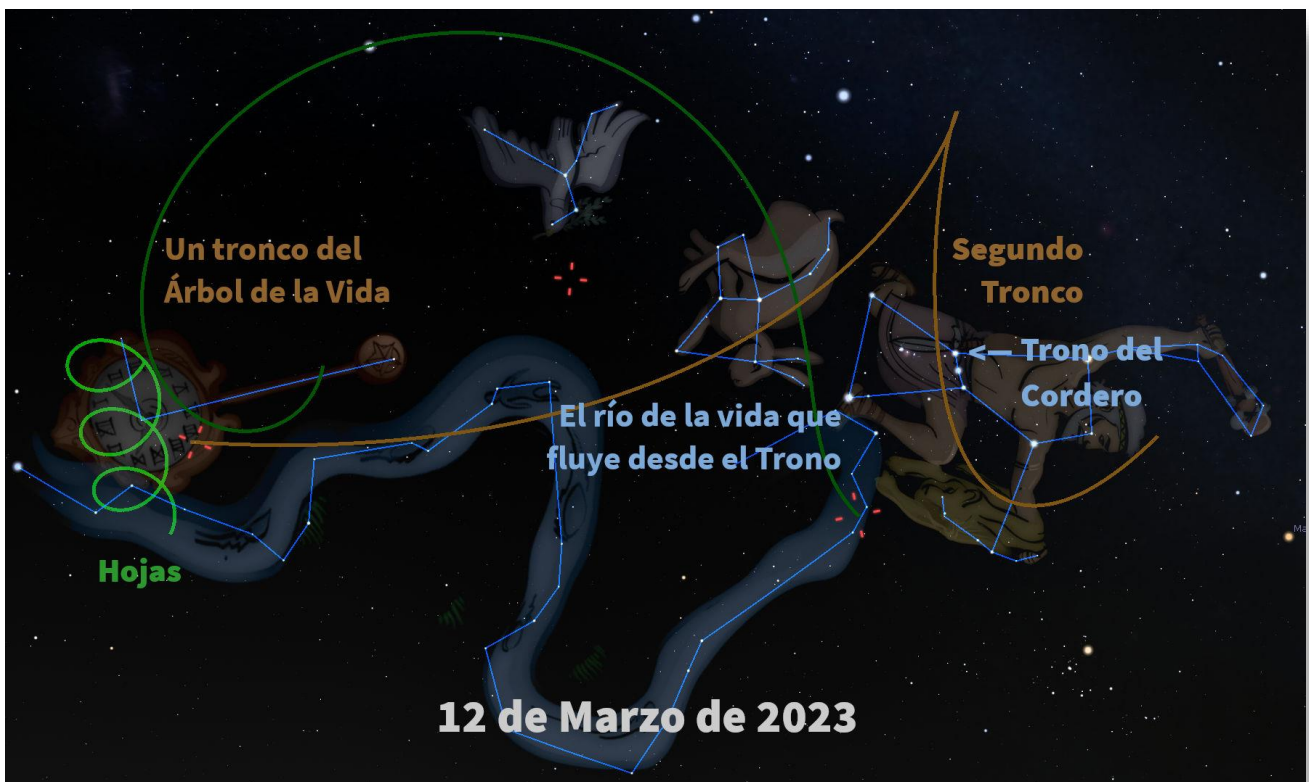 Un tronco del
Árbol de la Vida
Segundo
Tronco
<— Trono del
Cordero
El río de la vida que
fluye desde el Trono
Hojas
12 de Marzo de 2023